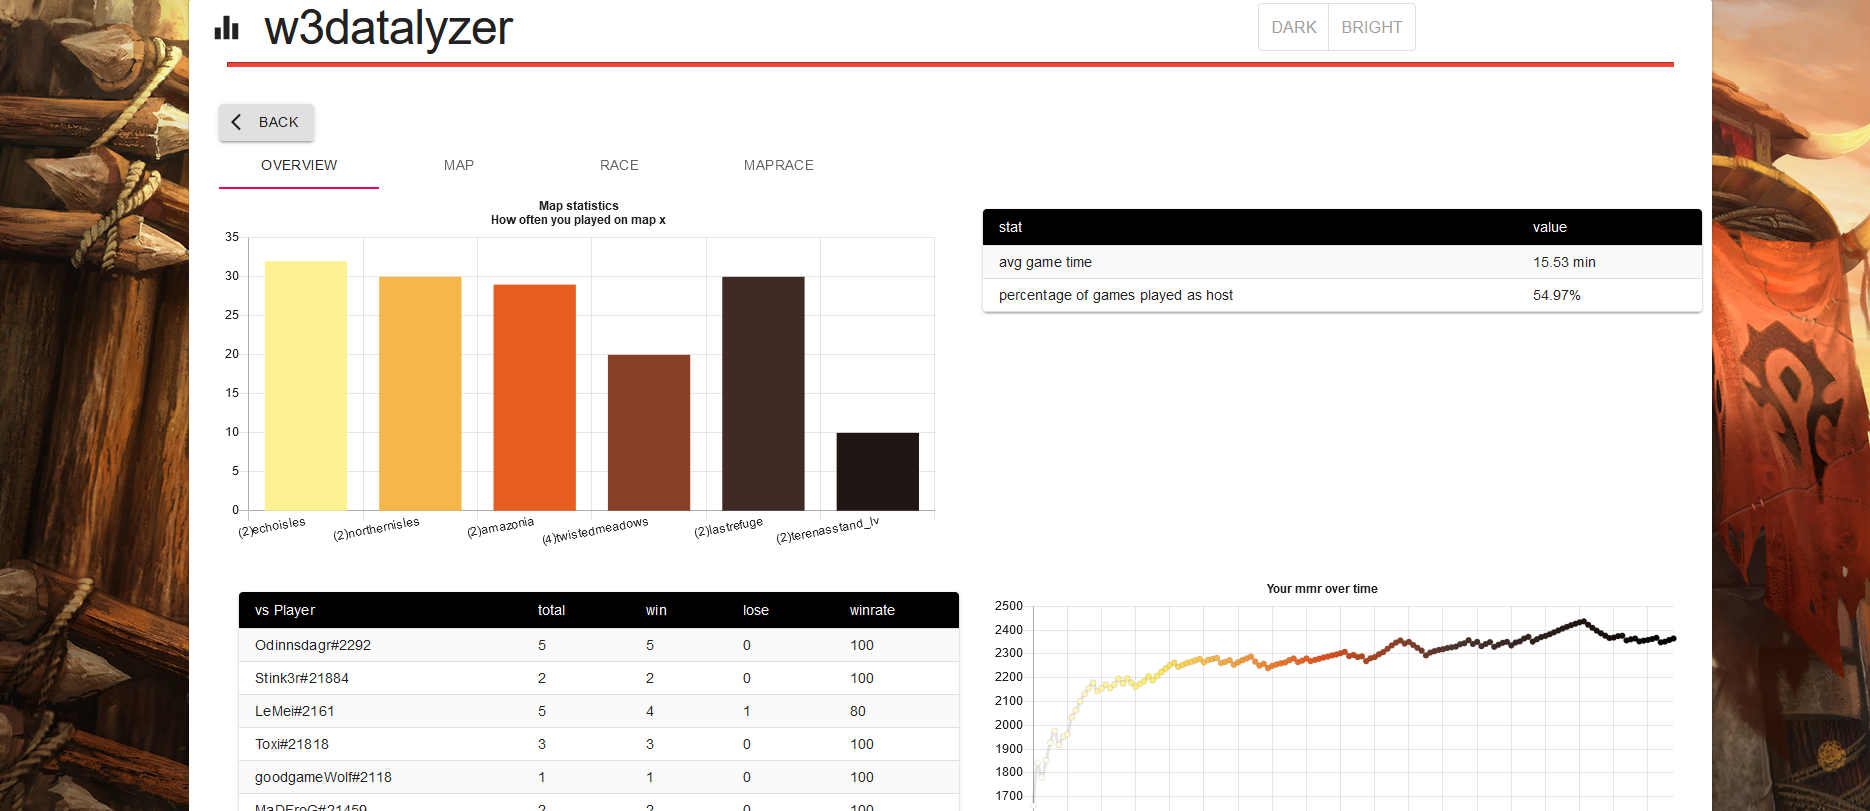 w3datalyzer
DARK BRIGHT
BACK
OVERVIEW MAP RACE MAPRACE
Map statistics
How often you played on map x
35
30
25
20
15
10
5
0
(2)echoisles (2)northernisles (2)amazonia (4)twistedmeadows (2)lastrefuge (2)terenasstand_lv
stat value
avg game time 15.53 min
percentage of games played as host 54.97%
vs Player total win lose winrate
Odinnsdagr#2292 5 5 0 100
Stink3r#21884 2 2 0 100
LeMei#2161 5 4 1 80
Toxi#21818 3 3 0 100
goodgameWolf#2118 1 1 0 100
MaDFroG#21459 2 2 0 100
Your mmr over time
2500
2400
2300
2200
2100
2000
1900
1800
1700